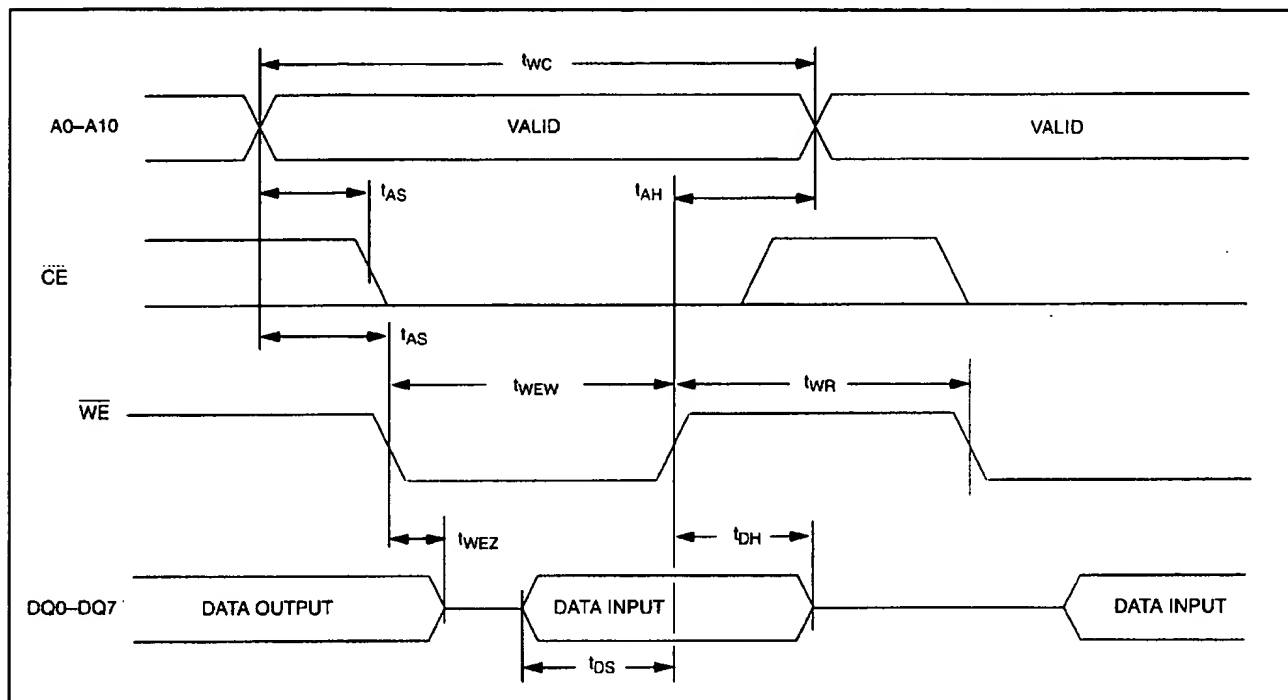 tWC
A0–A10 VALID VALID
tAS tAH
CE
tAS
tWEW tWR
WE
tWEZ tDH
DQ0–DQ7 DATA OUTPUT DATA INPUT DATA INPUT
tDS